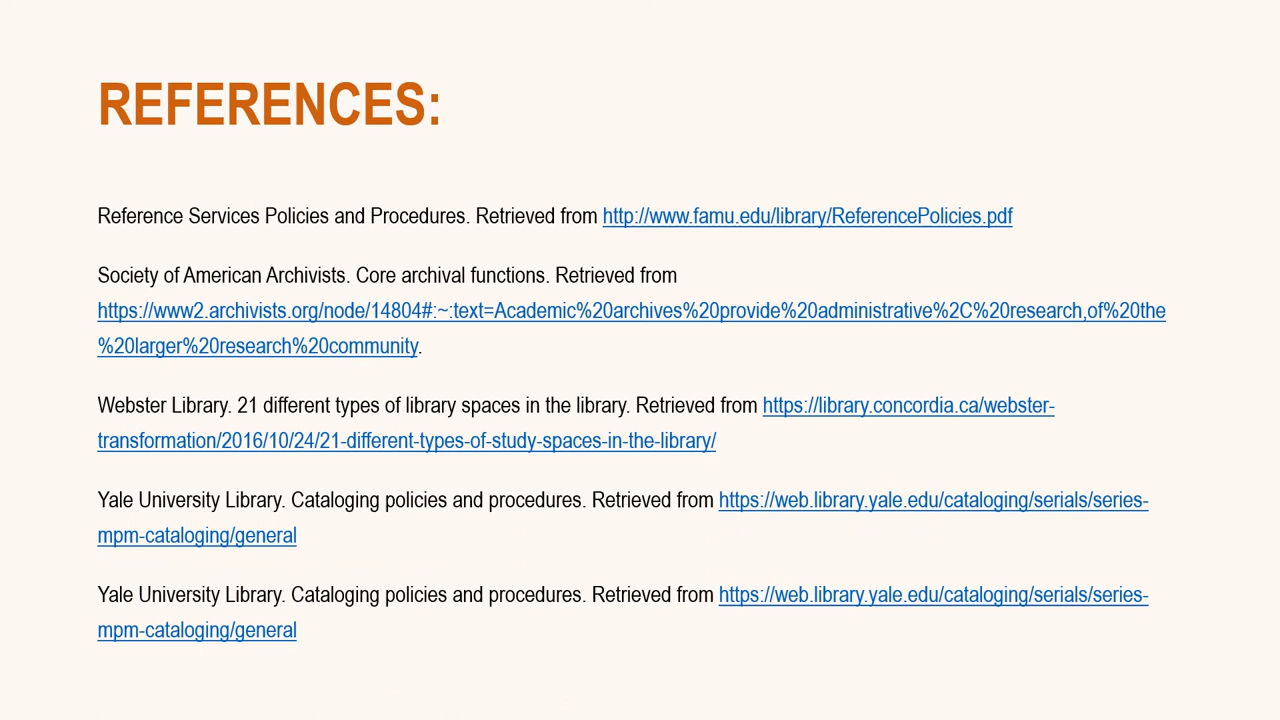 REFERENCES:
Reference Services Policies and Procedures. Retrieved from http://www.famu.edu/library/ReferencePolicies.pdf
Society of American Archivists. Core archival functions. Retrieved from
https://www2.archivists.org/node/14804#:~:text=Academic%20archives%20provide%20administrative%2C%20research,of%20the
%20larger%20research%20community.
Webster Library. 21 different types of library spaces in the library. Retrieved from https://library.concordia.ca/webster-
transformation/2016/10/24/21-different-types-of-study-spaces-in-the-library/
Yale University Library. Cataloging policies and procedures. Retrieved from https://web.library.yale.edu/cataloging/serials/series-
mpm-cataloging/general
Yale University Library. Cataloging policies and procedures. Retrieved from https://web.library.yale.edu/cataloging/serials/series-
mpm-cataloging/general